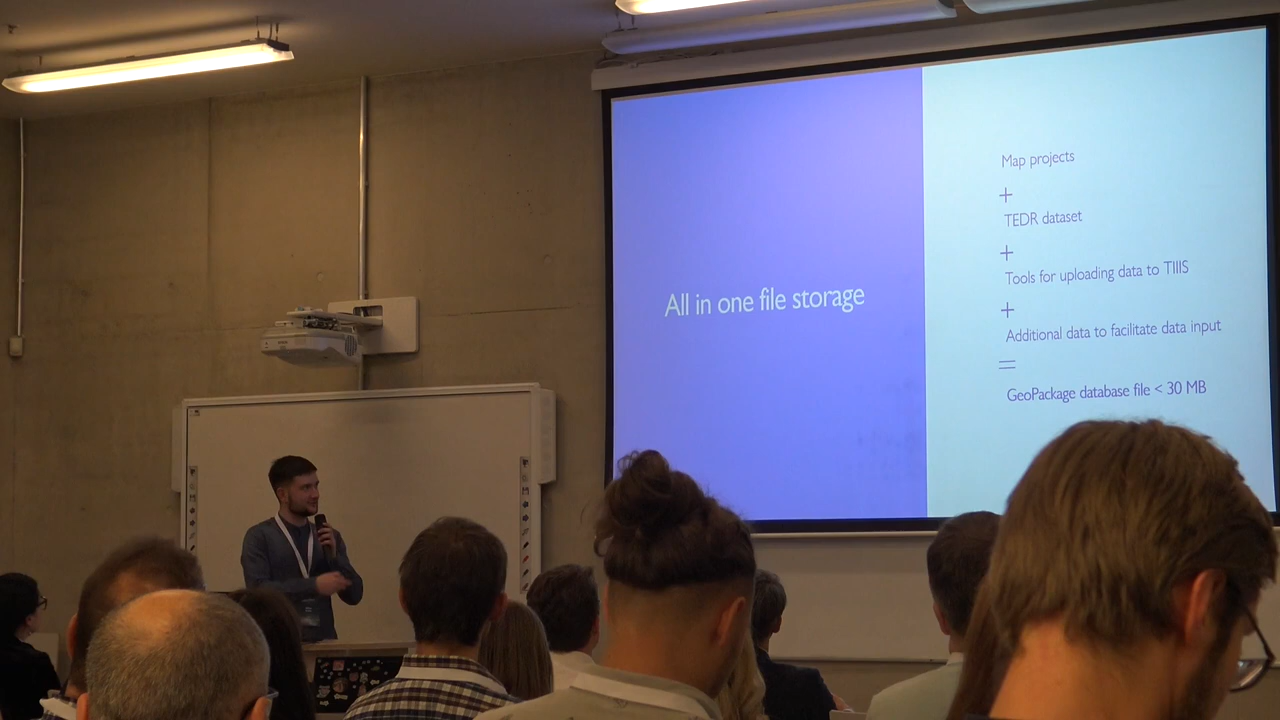 All in one file storage
Map projects
+
TEDR dataset
+
Tools for uploading data to TIIIS
+
Additional data to facilitate data input
=
GeoPackage database file < 30 MB